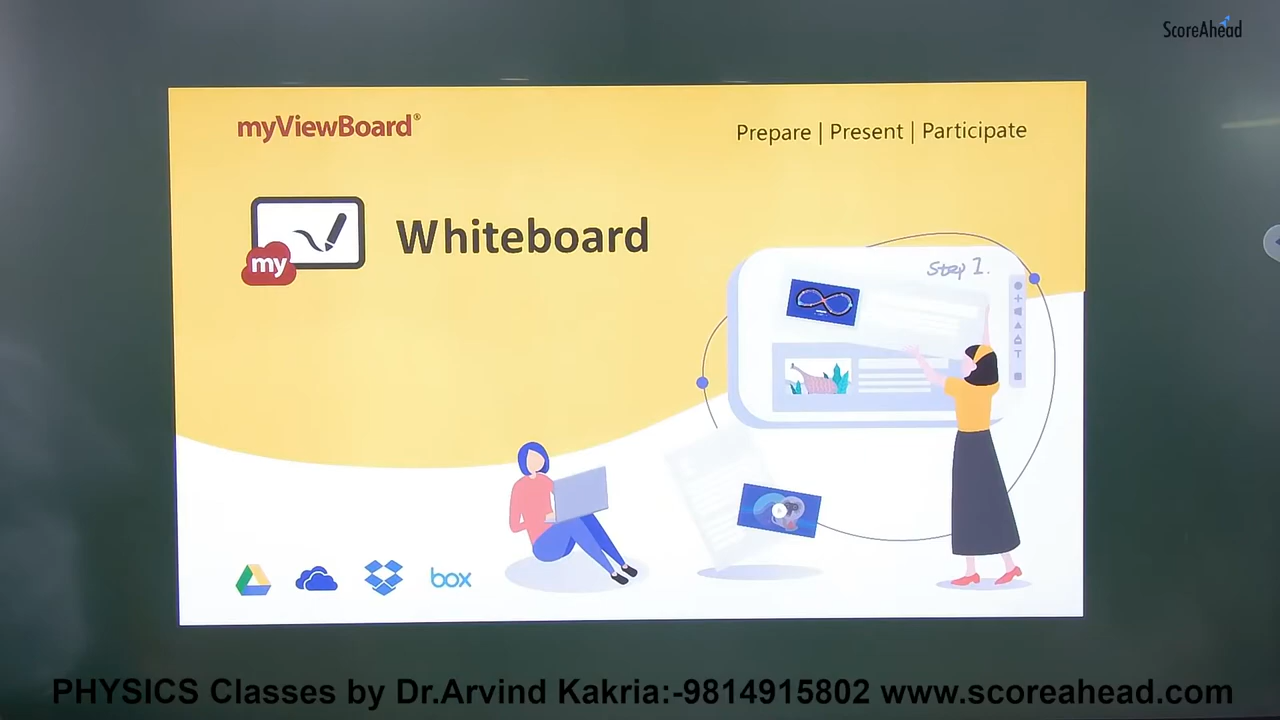 ScoreAhead
myViewBoard®
Prepare | Present | Participate
Whiteboard
my
Step 1.
T
box
PHYSICS Classes by Dr.Arvind Kakria:-9814915802 www.scoreahead.com